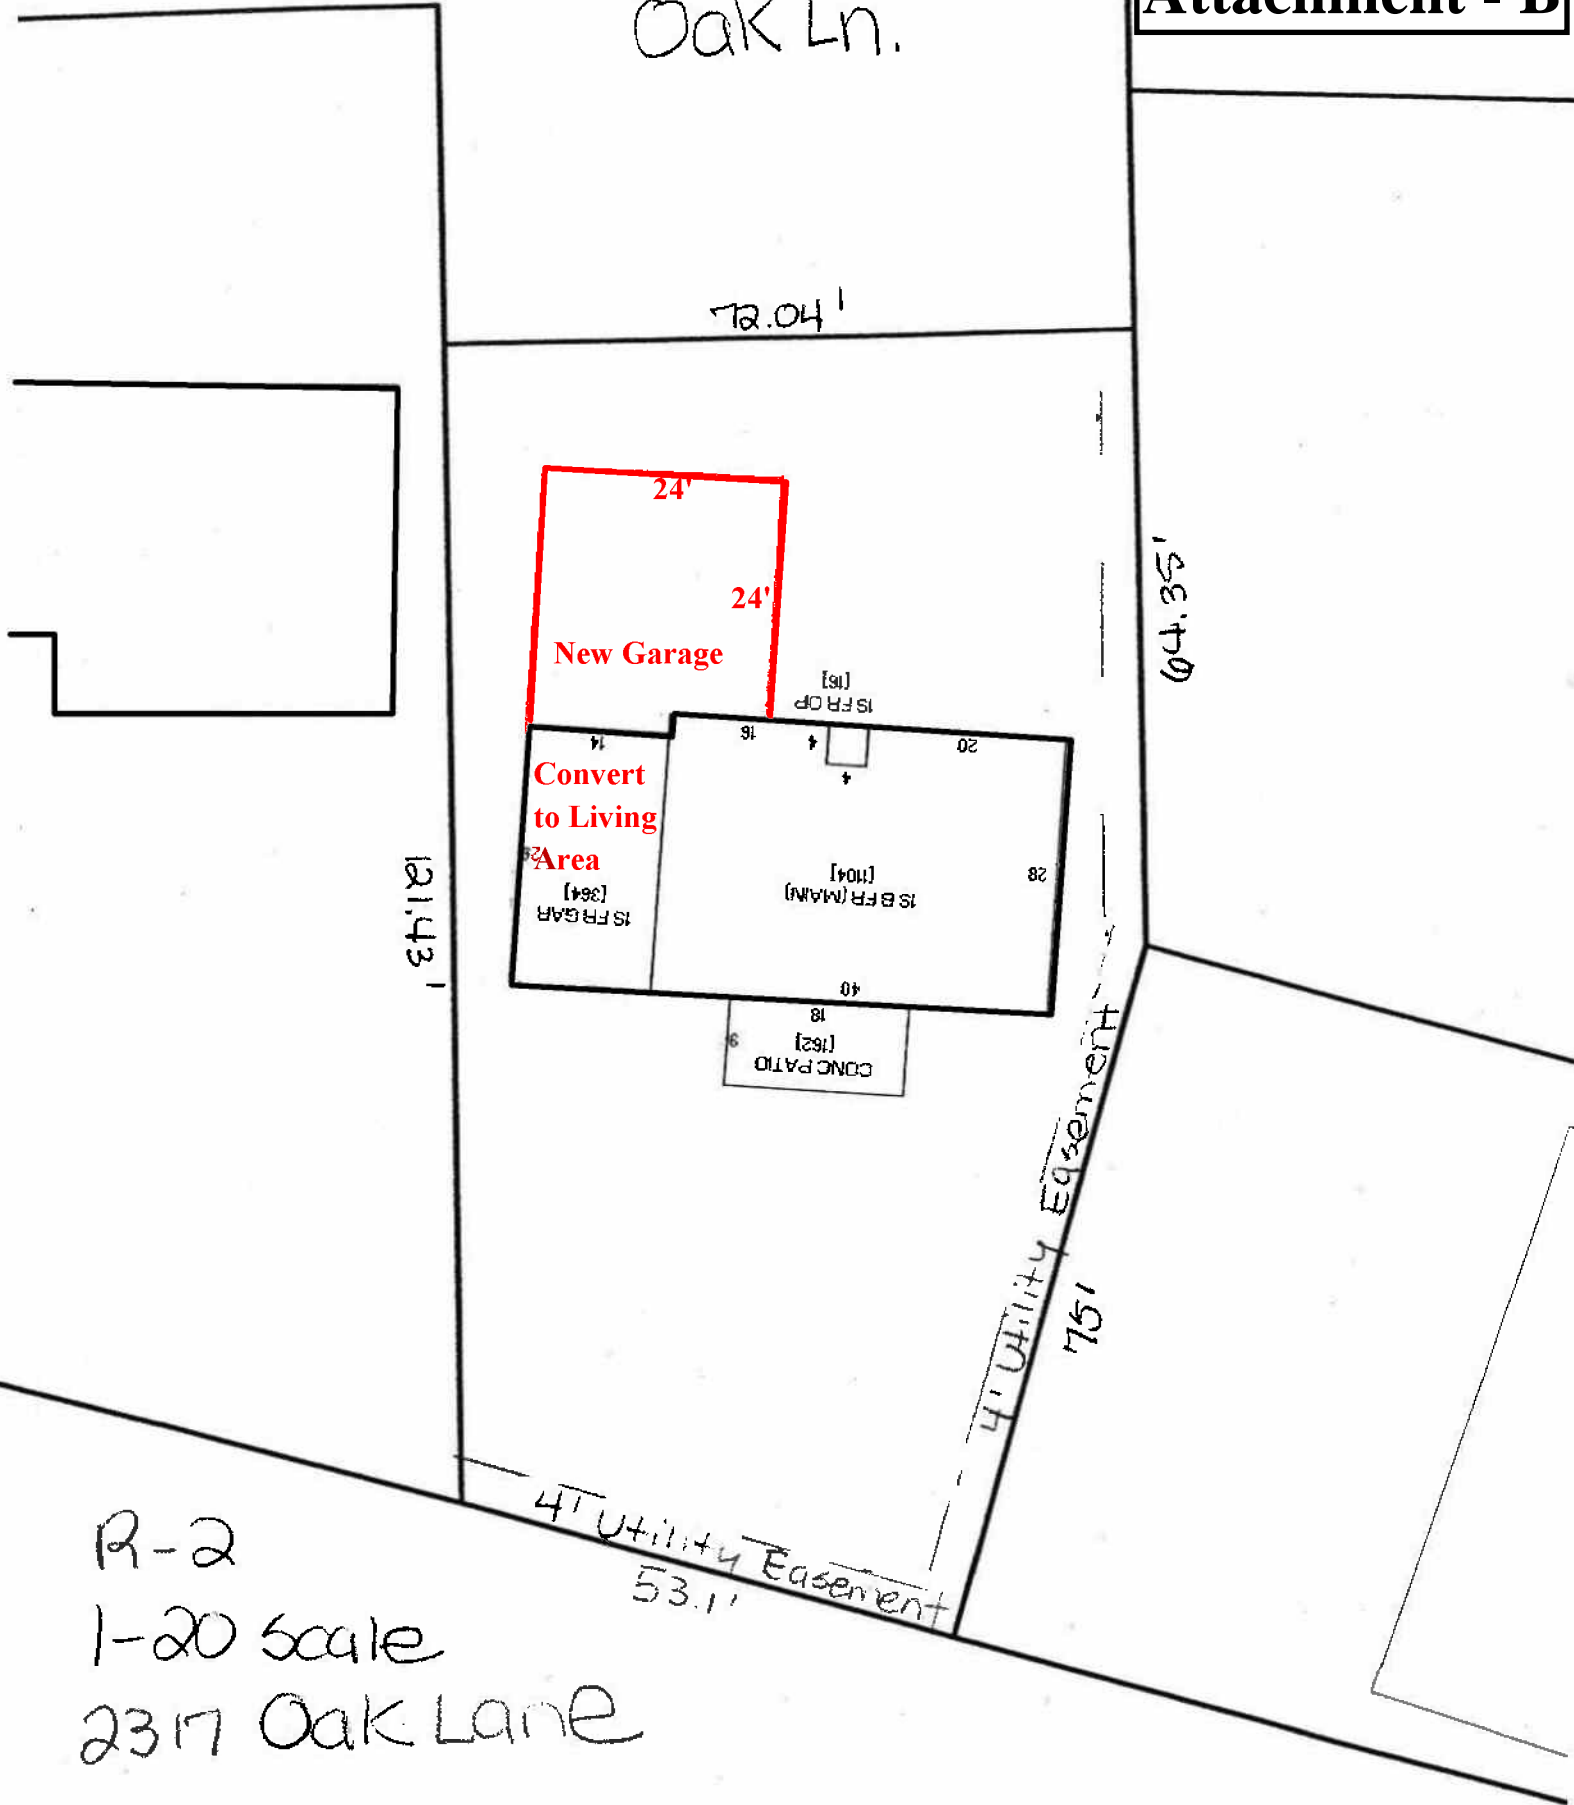 Attachment - B
Oak Ln.
72.04'
24'
24'
New Garage
64.35'
1S FR OP
[16]
14
16
4
4
20
Convert
to Living
Area
1S FR GAR
[364]
1S B FR (MAIN)
[1104]
28
121.43'
40
18
9
CONC PATIO
[162]
4' Utility Easement
75'
4' Utility Easement
53.1'
R-2
1-20 Scale
2317 Oak Lane